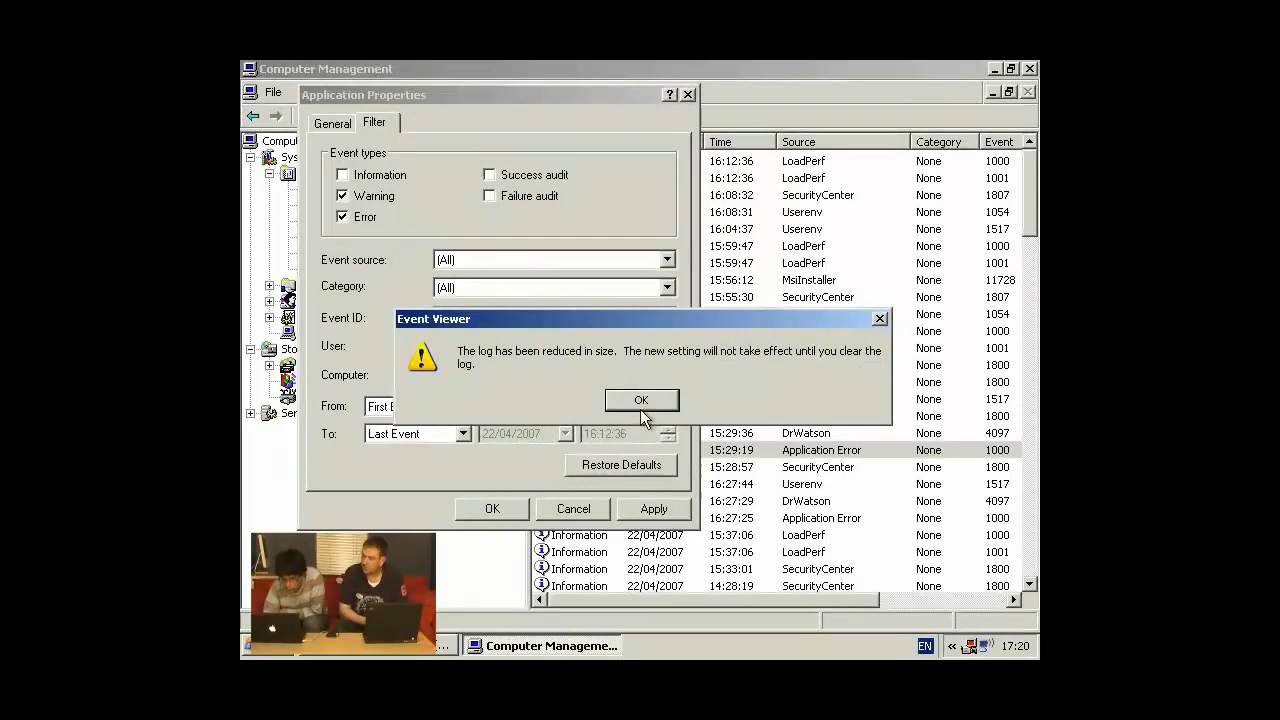 Computer Management
File
Application Properties
General
Filter
Event types
Information
Success audit
Warning
Failure audit
Error
Event source:
(All)
Category:
(All)
Event ID:
User:
Computer:
From:
First E
To:
Last Event
22/04/2007
16:12:36
Restore Defaults
OK
Cancel
Apply
Event Viewer
The log has been reduced in size. The new setting will not take effect until you clear the
log.
OK
Compu
Sys
Sto
Ser
Time Source Category Event
16:12:36 LoadPerf None 1000
16:12:36 LoadPerf None 1001
16:08:32 SecurityCenter None 1807
16:08:31 Userenv None 1054
16:04:37 Userenv None 1517
15:59:47 LoadPerf None 1000
15:59:47 LoadPerf None 1001
15:56:12 MsiInstaller None 11728
15:55:30 SecurityCenter None 1807
None 1054
None 1517
None 1001
None 1000
None 1800
None 1800
None 1517
15:29:36 DrWatson None 4097
15:29:19 Application Error None 1000
15:28:57 SecurityCenter None 1800
16:27:44 Userenv None 1517
16:27:29 DrWatson None 4097
16:27:25 Application Error None 1000
Information 22/04/2007 15:37:06 LoadPerf None 1000
Information 22/04/2007 15:37:06 LoadPerf None 1001
Information 22/04/2007 15:33:01 SecurityCenter None 1800
Information 22/04/2007 14:28:19 SecurityCenter None 1800
...
Computer Manageme...
EN
«
17:20